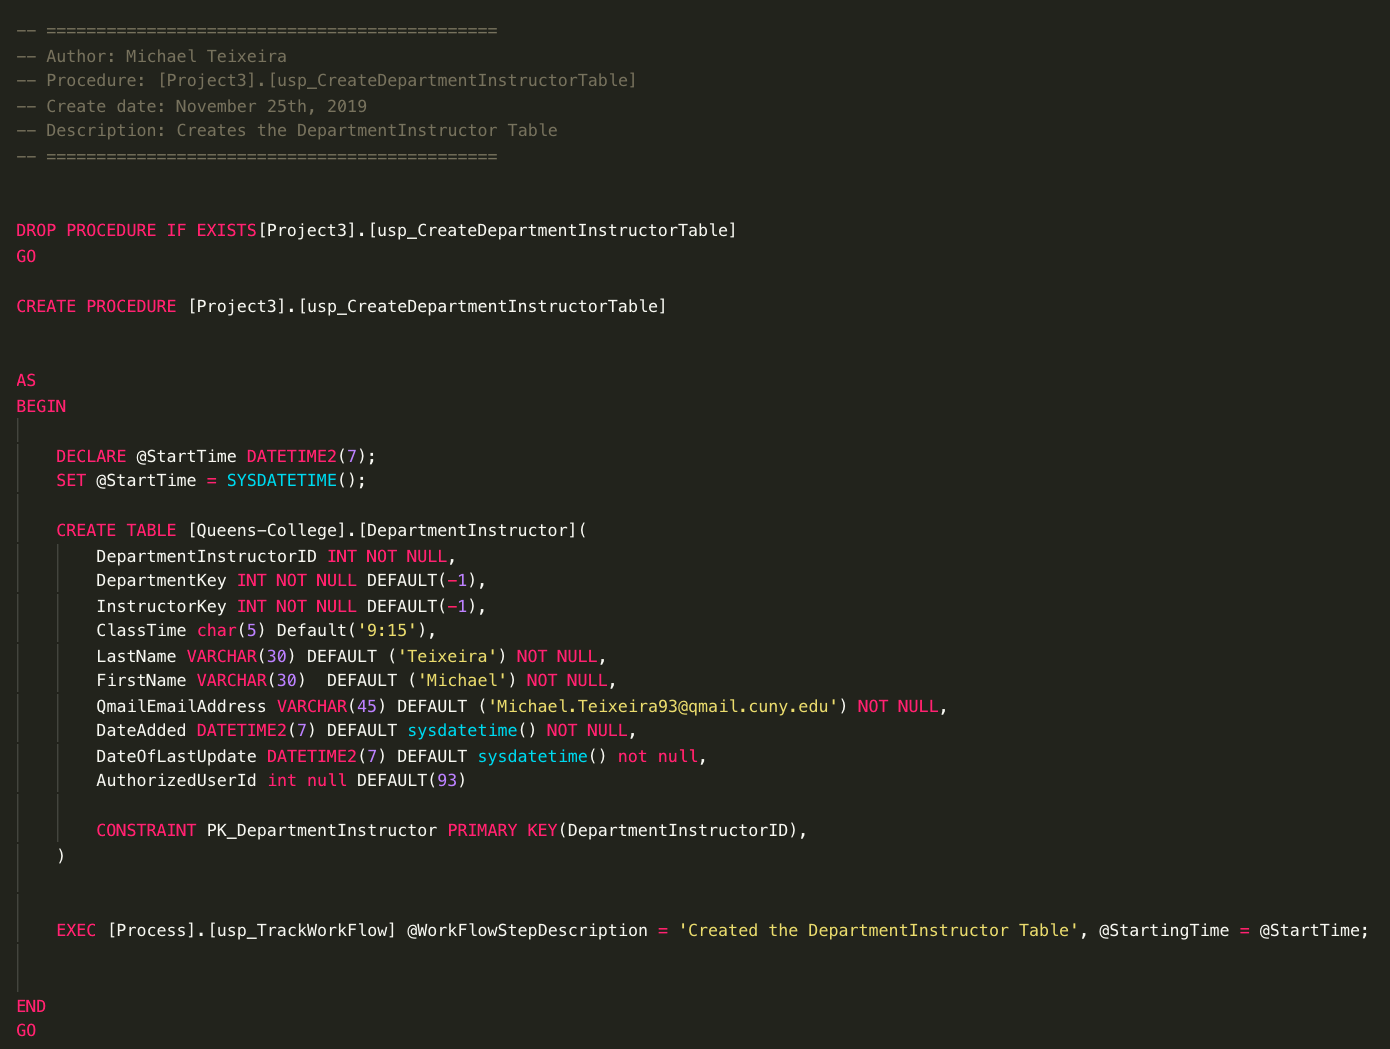 -- =============================================
-- Author: Michael Teixeira
-- Procedure: [Project3].[usp_CreateDepartmentInstructorTable]
-- Create date: November 25th, 2019
-- Description: Creates the DepartmentInstructor Table
-- =============================================
DROP PROCEDURE IF EXISTS[Project3].[usp_CreateDepartmentInstructorTable]
GO
CREATE PROCEDURE [Project3].[usp_CreateDepartmentInstructorTable]
AS
BEGIN
DECLARE @StartTime DATETIME2(7);
SET @StartTime = SYSDATETIME();
CREATE TABLE [Queens-College].[DepartmentInstructor](
DepartmentInstructorID INT NOT NULL,
DepartmentKey INT NOT NULL DEFAULT(-1),
InstructorKey INT NOT NULL DEFAULT(-1),
ClassTime char(5) Default('9:15'),
LastName VARCHAR(30) DEFAULT ('Teixeira') NOT NULL,
FirstName VARCHAR(30)  DEFAULT ('Michael') NOT NULL,
QmailEmailAddress VARCHAR(45) DEFAULT ('Michael.Teixeira93@qmail.cuny.edu') NOT NULL,
DateAdded DATETIME2(7) DEFAULT sysdatetime() NOT NULL,
DateOfLastUpdate DATETIME2(7) DEFAULT sysdatetime() not null,
AuthorizedUserId int null DEFAULT(93)
CONSTRAINT PK_DepartmentInstructor PRIMARY KEY(DepartmentInstructorID),
)
EXEC [Process].[usp_TrackWorkFlow] @WorkFlowStepDescription = 'Created the DepartmentInstructor Table', @StartingTime = @StartTime;
END
GO